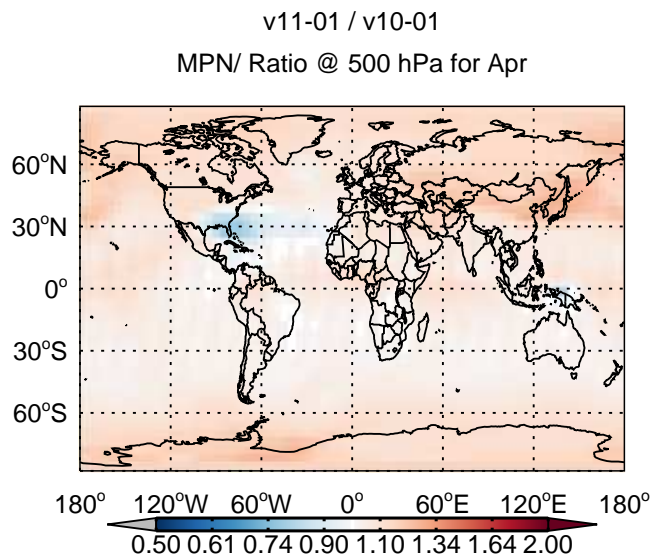 v11-01 / v10-01
MPN/ Ratio @ 500 hPa for Apr
60°N
30°N
0°
30°S
60°S
180° 120°W 60°W 0° 60°E 120°E 180°
0.50 0.61 0.74 0.90 1.10 1.34 1.64 2.00